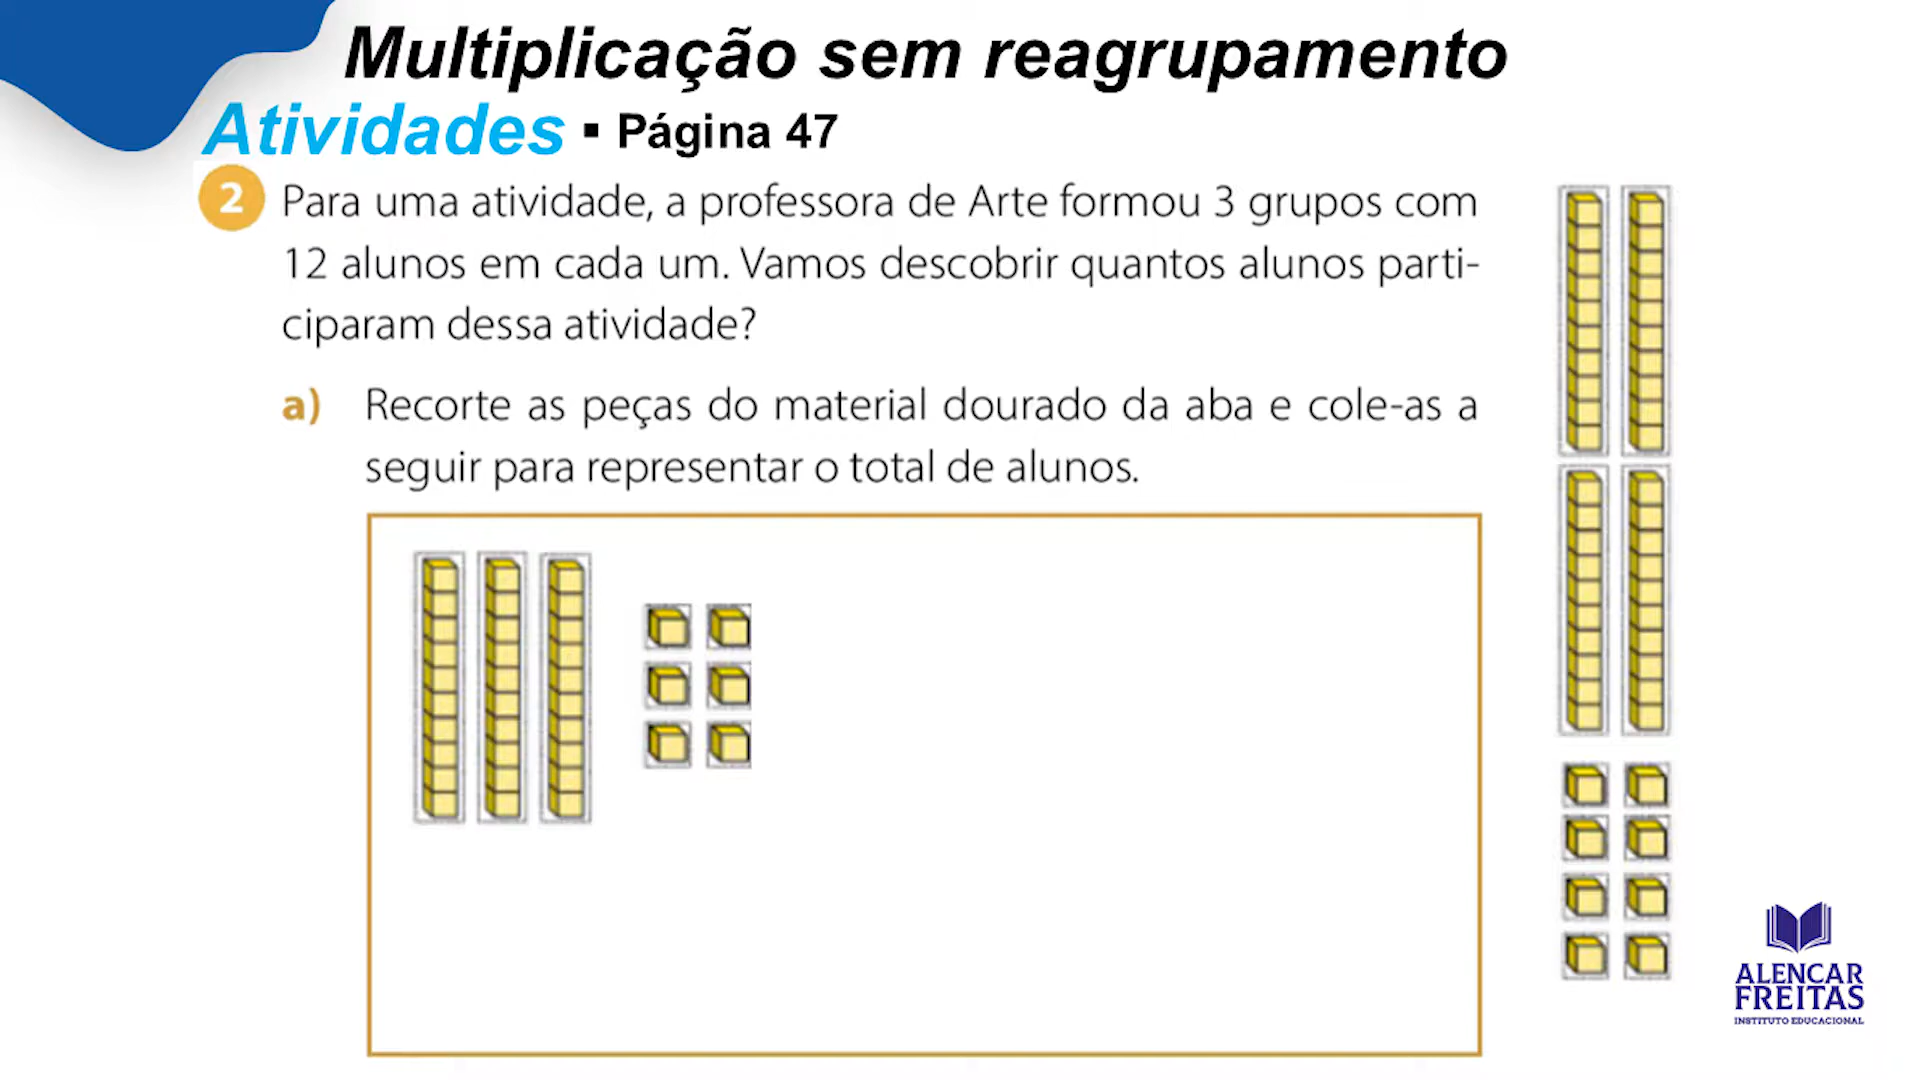 Multiplicação sem reagrupamento
Atividades ▪ Página 47
2 Para uma atividade, a professora de Arte formou 3 grupos com
12 alunos em cada um. Vamos descobrir quantos alunos parti-
ciparam dessa atividade?
a) Recorte as peças do material dourado da aba e cole-as a
seguir para representar o total de alunos.
ALENCAR
FREITAS
INSTITUTO EDUCACIONAL